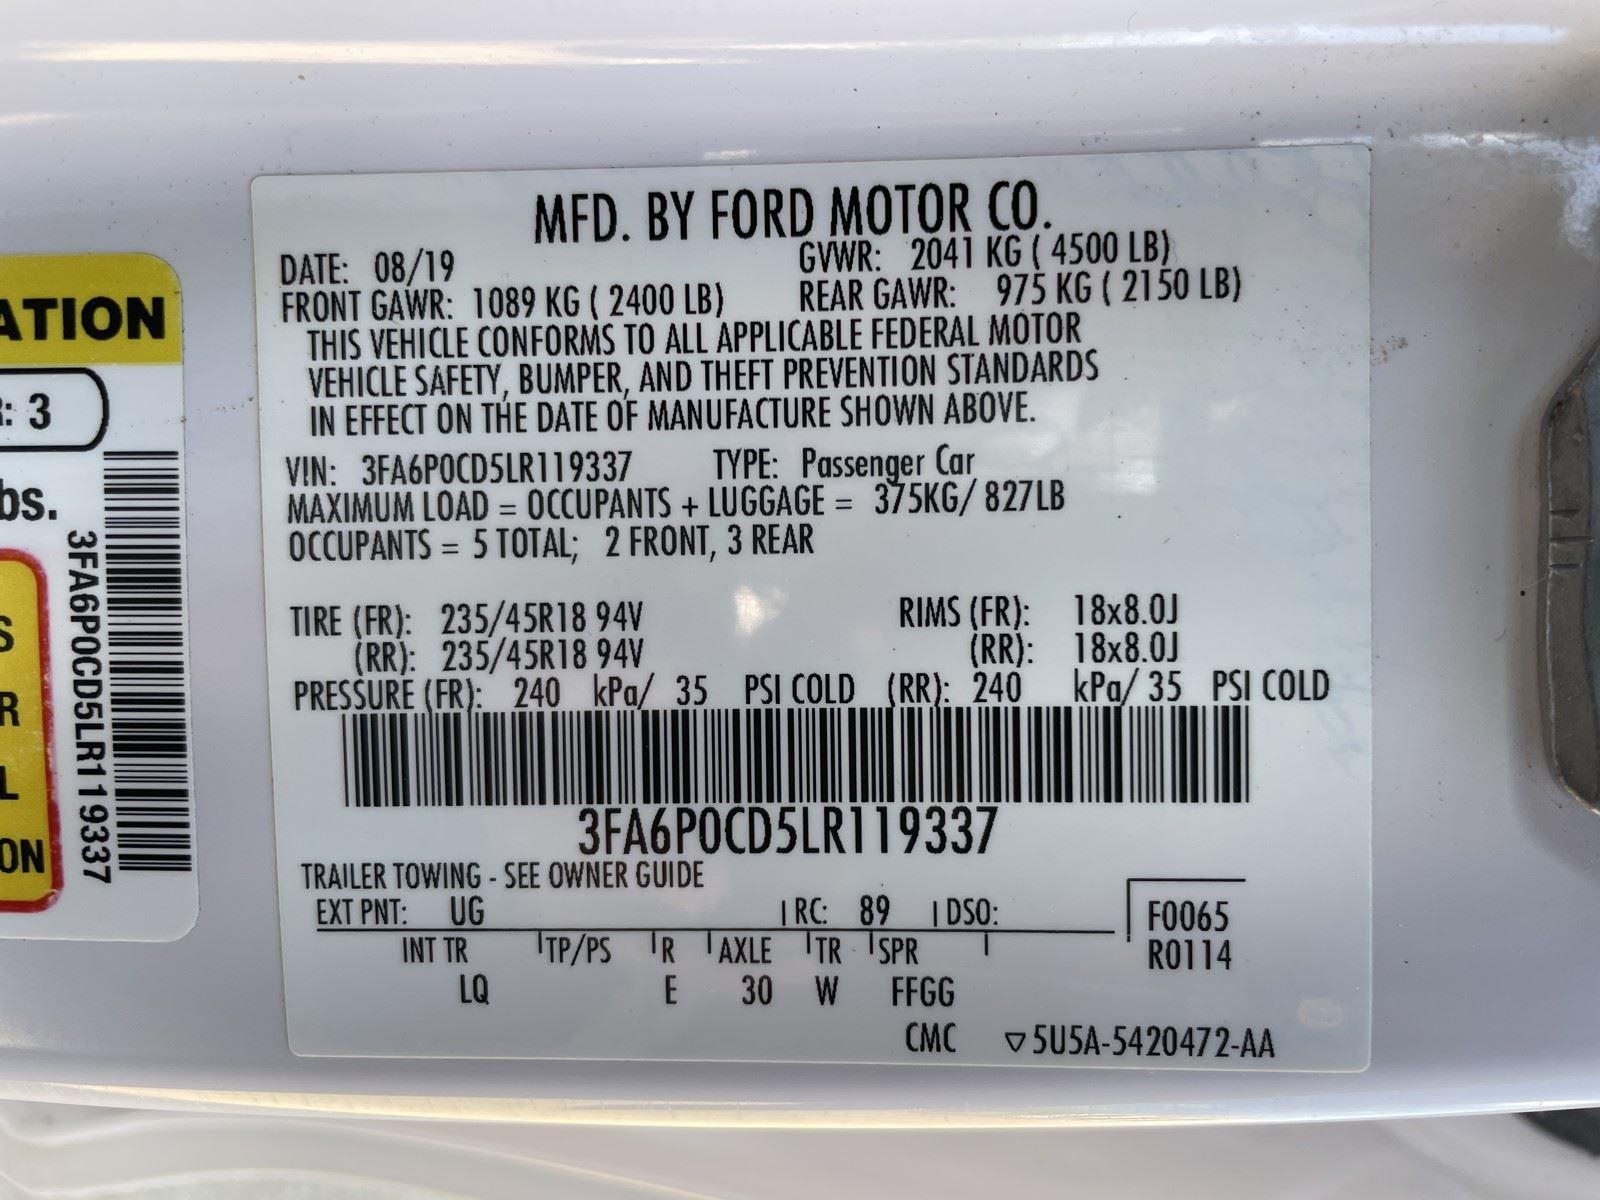 ATION
R: 3
bs.
3FA6P0CD5LR119337
S
R
L
ON
MFD. BY FORD MOTOR CO.
DATE: 08/19 GVWR: 2041 KG ( 4500 LB)
FRONT GAWR: 1089 KG ( 2400 LB) REAR GAWR: 975 KG ( 2150 LB)
THIS VEHICLE CONFORMS TO ALL APPLICABLE FEDERAL MOTOR
VEHICLE SAFETY, BUMPER, AND THEFT PREVENTION STANDARDS
IN EFFECT ON THE DATE OF MANUFACTURE SHOWN ABOVE.
VIN: 3FA6P0CD5LR119337 TYPE: Passenger Car
MAXIMUM LOAD = OCCUPANTS + LUGGAGE = 375KG/ 827LB
OCCUPANTS = 5 TOTAL; 2 FRONT, 3 REAR
TIRE (FR): 235/45R18 94V RIMS (FR): 18x8.0J
(RR): 235/45R18 94V (RR): 18x8.0J
PRESSURE (FR): 240 kPa/ 35 PSI COLD (RR): 240 kPa/ 35 PSI COLD
3FA6P0CD5LR119337
TRAILER TOWING - SEE OWNER GUIDE
EXT PNT: UG RC: 89 DSO: F0065
INT TR TP/PS R AXLE TR SPR R0114
LQ E 30 W FFGG
CMC ▽5U5A-5420472-AA